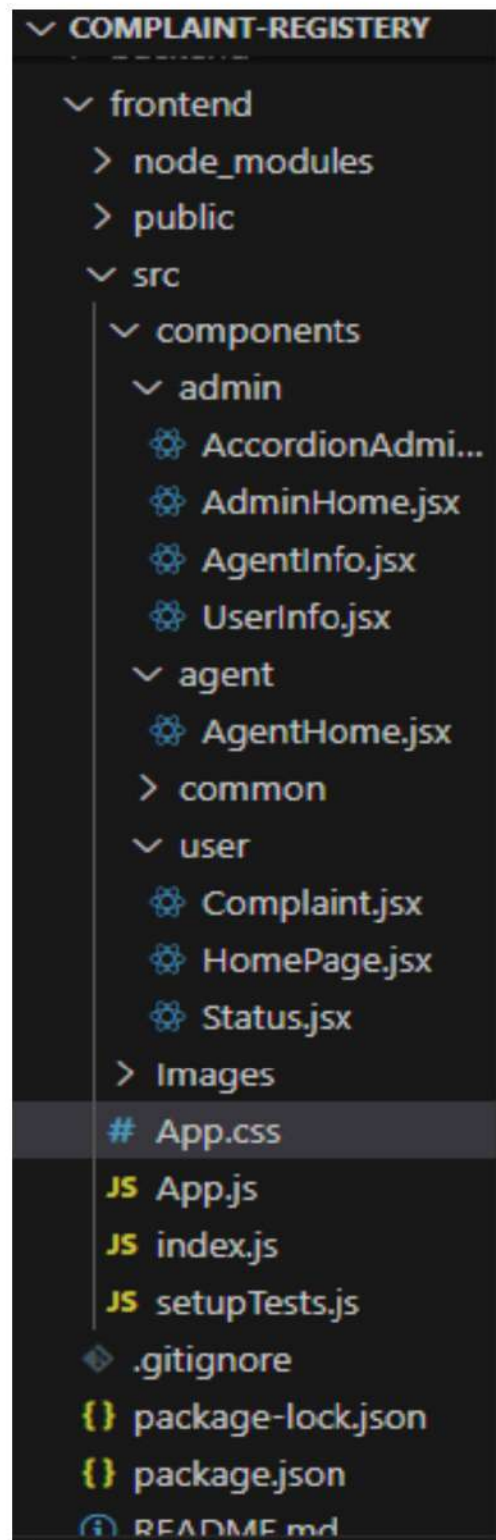 COMPLAINT-REGISTERY
frontend
node_modules
public
src
components
admin
AccordionAdmi...
AdminHome.jsx
AgentInfo.jsx
UserInfo.jsx
agent
AgentHome.jsx
common
user
Complaint.jsx
HomePage.jsx
Status.jsx
Images
# App.css
JS App.js
JS index.js
JS setupTests.js
.gitignore
{} package-lock.json
{} package.json
README.md